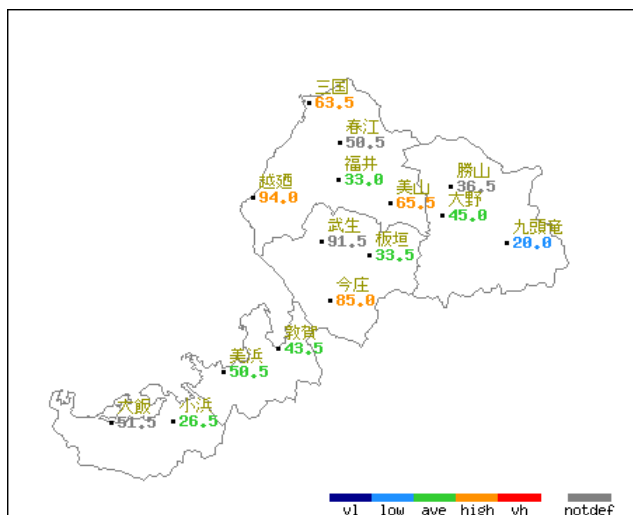 三国
63.5
春江
50.5
福井
33.0
越廼
94.0
美山
65.5
勝山
36.5
大野
45.0
九頭竜
20.0
武生
91.5
板垣
33.5
今庄
85.0
敦賀
43.5
美浜
50.5
大飯
51.5
小浜
26.5
vl low ave high vh notdef